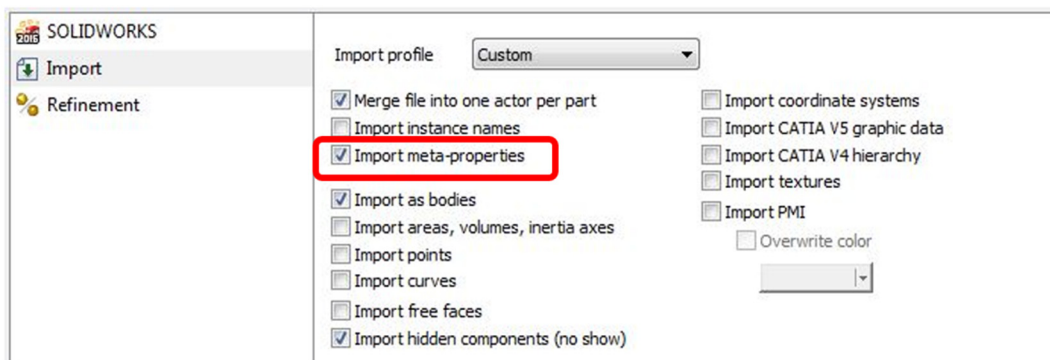 SOLIDWORKS
2016
Import
Refinement
Import profile Custom
Merge file into one actor per part
Import instance names
Import meta-properties
Import as bodies
Import areas, volumes, inertia axes
Import points
Import curves
Import free faces
Import hidden components (no show)
Import coordinate systems
Import CATIA V5 graphic data
Import CATIA V4 hierarchy
Import textures
Import PMI
Overwrite color